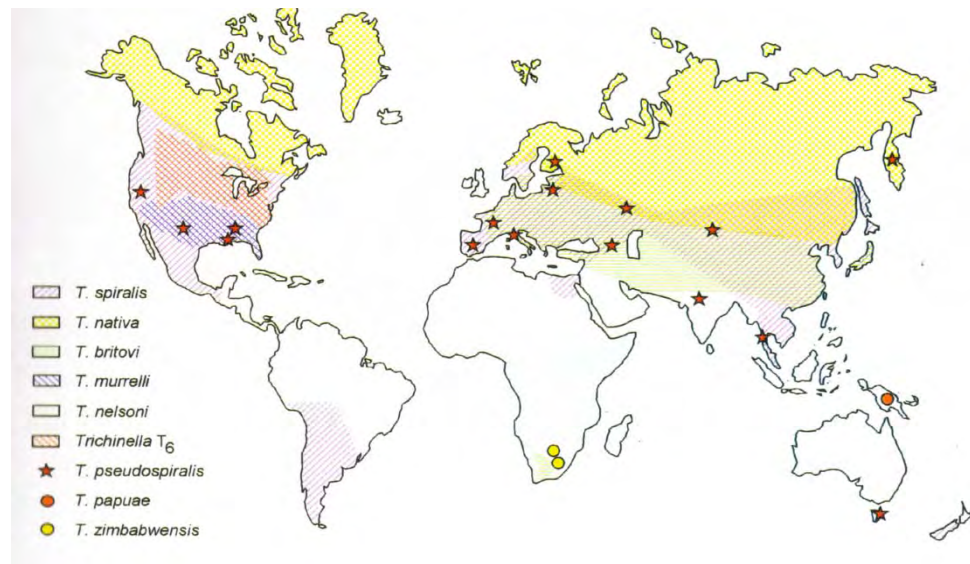 T. spiralis
T. nativa
T. britovi
T. murrelli
T. nelsoni
Trichinella T6
T. pseudospiralis
T. papuae
T. zimbabwensis